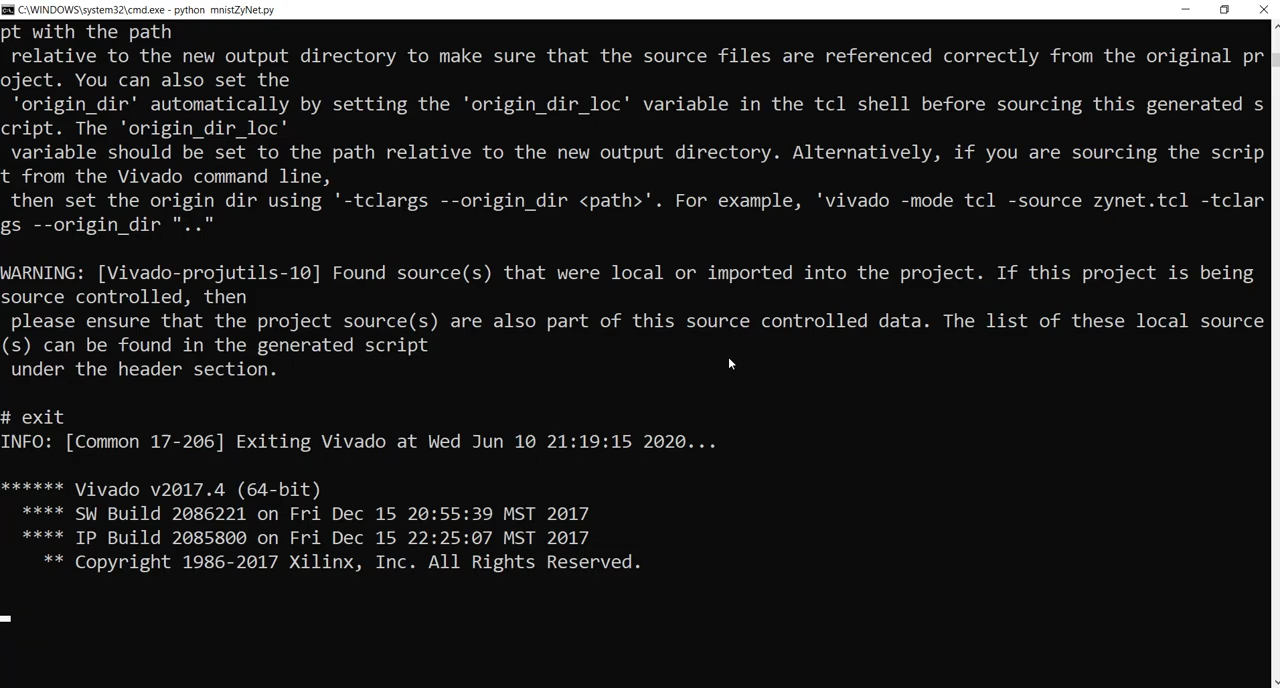 C:\WINDOWS\system32\cmd.exe - python mnistZyNet.py
pt with the path
 relative to the new output directory to make sure that the source files are referenced correctly from the original pr
oject. You can also set the
 'origin_dir' automatically by setting the 'origin_dir_loc' variable in the tcl shell before sourcing this generated s
cript. The 'origin_dir_loc'
 variable should be set to the path relative to the new output directory. Alternatively, if you are sourcing the scrip
t from the Vivado command line,
 then set the origin dir using '-tclargs --origin_dir <path>'. For example, 'vivado -mode tcl -source zynet.tcl -tclar
gs --origin_dir ".."
WARNING: [Vivado-projutils-10] Found source(s) that were local or imported into the project. If this project is being
source controlled, then
 please ensure that the project source(s) are also part of this source controlled data. The list of these local source
(s) can be found in the generated script
 under the header section.
# exit
INFO: [Common 17-206] Exiting Vivado at Wed Jun 10 21:19:15 2020...
****** Vivado v2017.4 (64-bit)
  **** SW Build 2086221 on Fri Dec 15 20:55:39 MST 2017
  **** IP Build 2085800 on Fri Dec 15 22:25:07 MST 2017
    ** Copyright 1986-2017 Xilinx, Inc. All Rights Reserved.